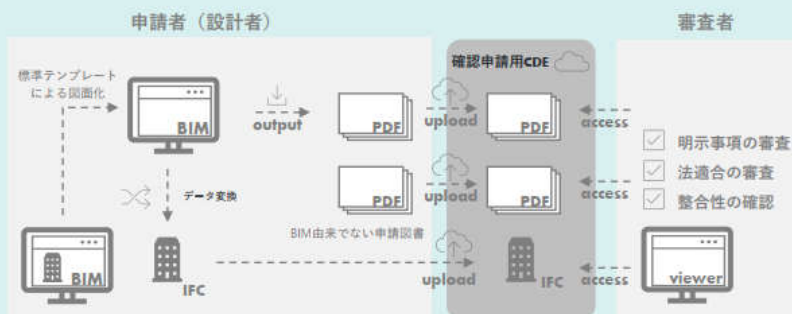 申請者（設計者）
審査者
標準テンプレート
による図面化
BIM
output
PDF
upload
確認申請用CDE
PDF
access
明示事項の審査
法適合の審査
整合性の確認
PDF
upload
PDF
access
データ変換
BIM由来でない申請図書
BIM
IFC
upload
IFC
access
viewer